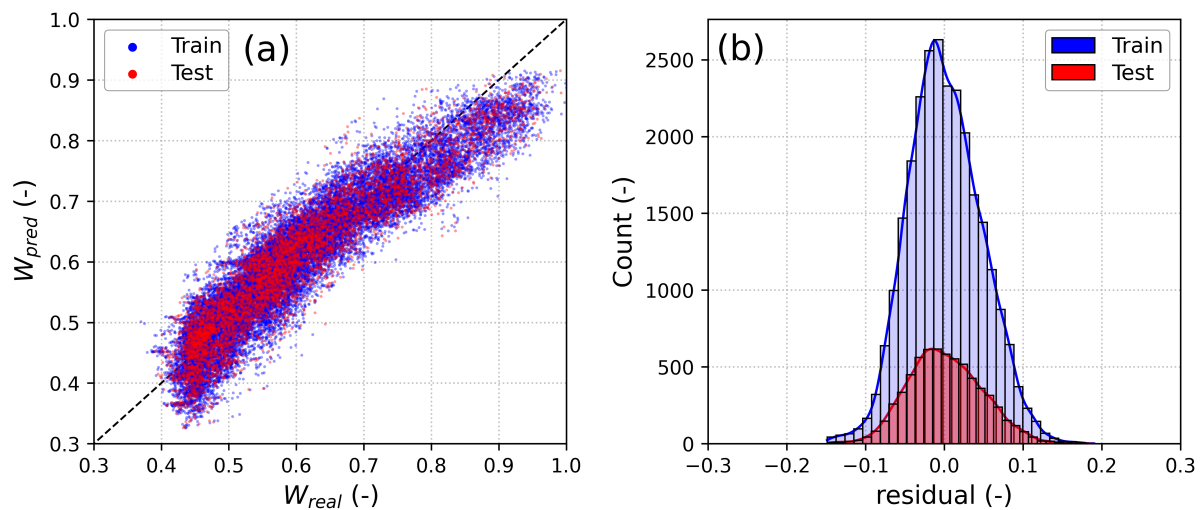 (a)
Train
Test
1.0
0.9
0.8
0.7
0.6
0.5
0.4
0.3
0.3 0.4 0.5 0.6 0.7 0.8 0.9 1.0
W_pred (-)
W_real (-)
(b)
Train
Test
2500
2000
1500
1000
500
0
−0.3 −0.2 −0.1 0.0 0.1 0.2 0.3
Count (-)
residual (-)